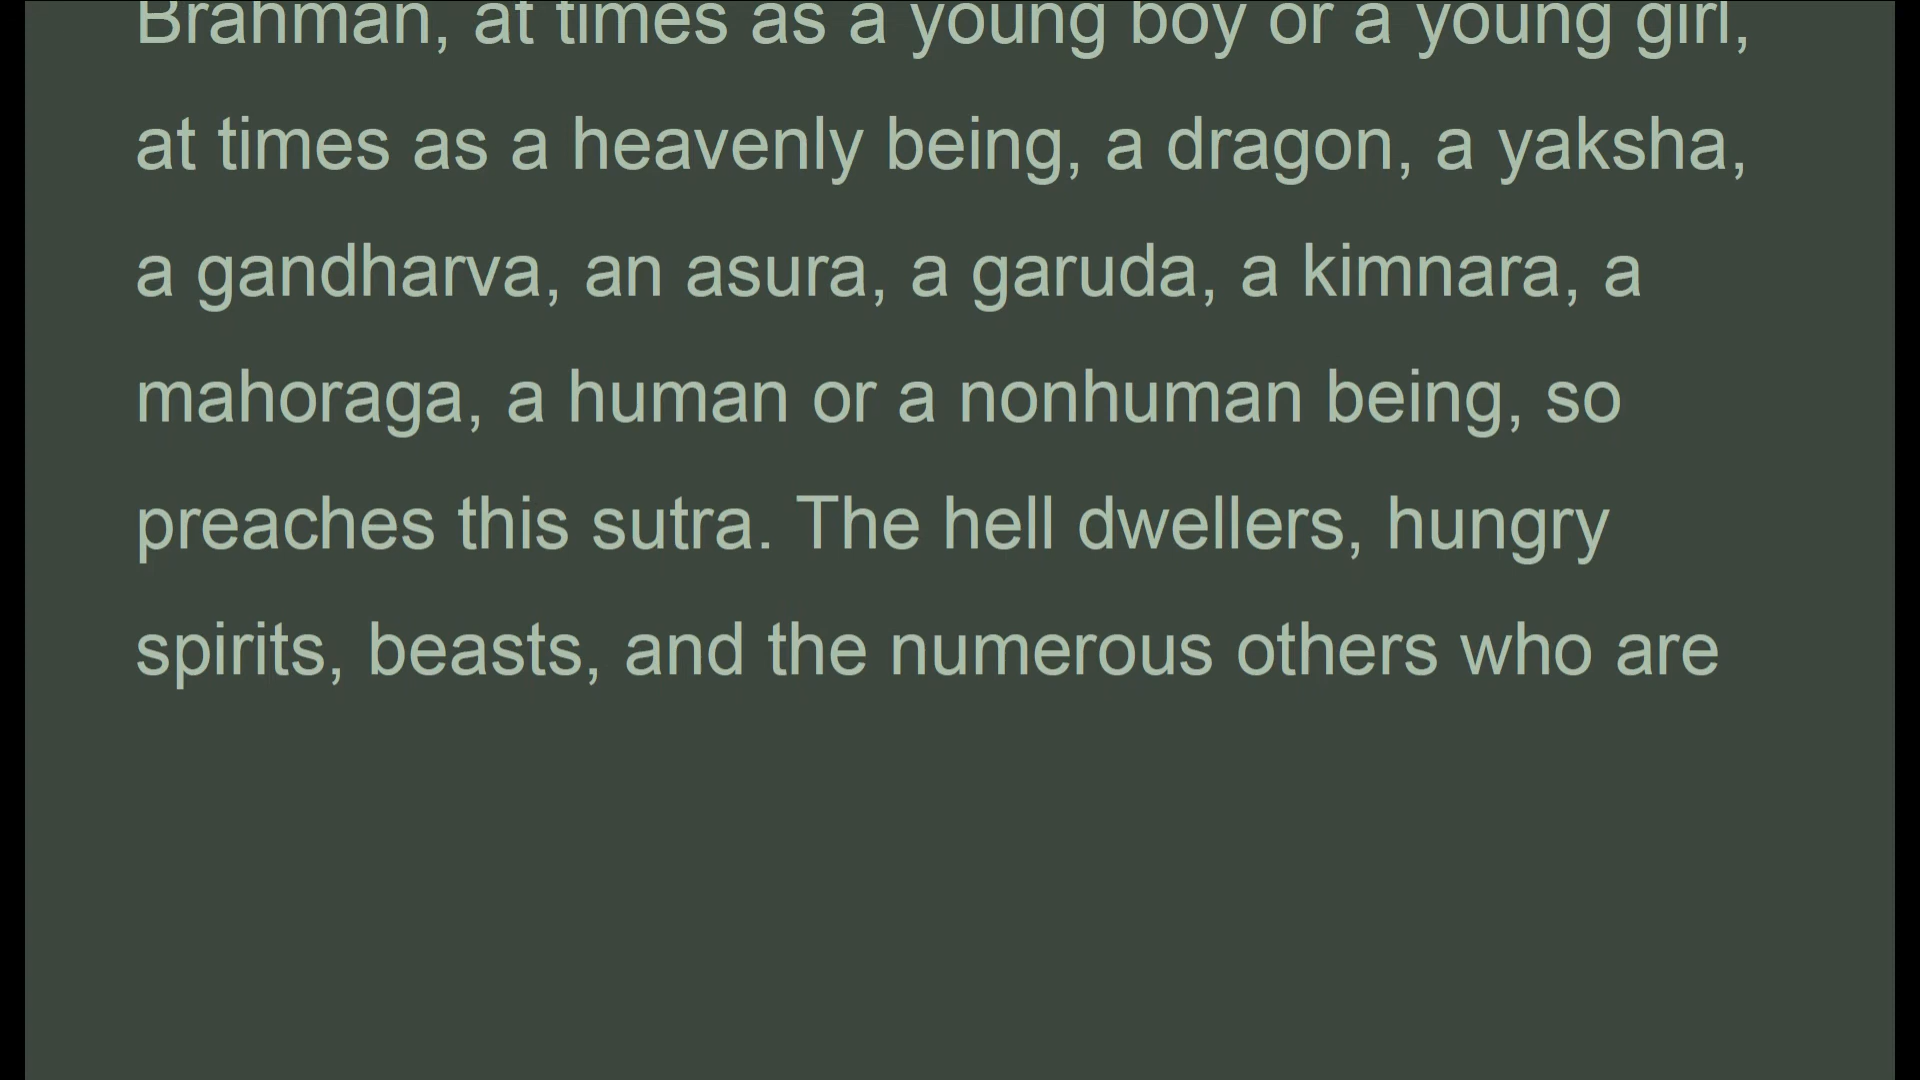 Brahman, at times as a young boy or a young girl,
at times as a heavenly being, a dragon, a yaksha,
a gandharva, an asura, a garuda, a kimnara, a
mahoraga, a human or a nonhuman being, so
preaches this sutra. The hell dwellers, hungry
spirits, beasts, and the numerous others who are